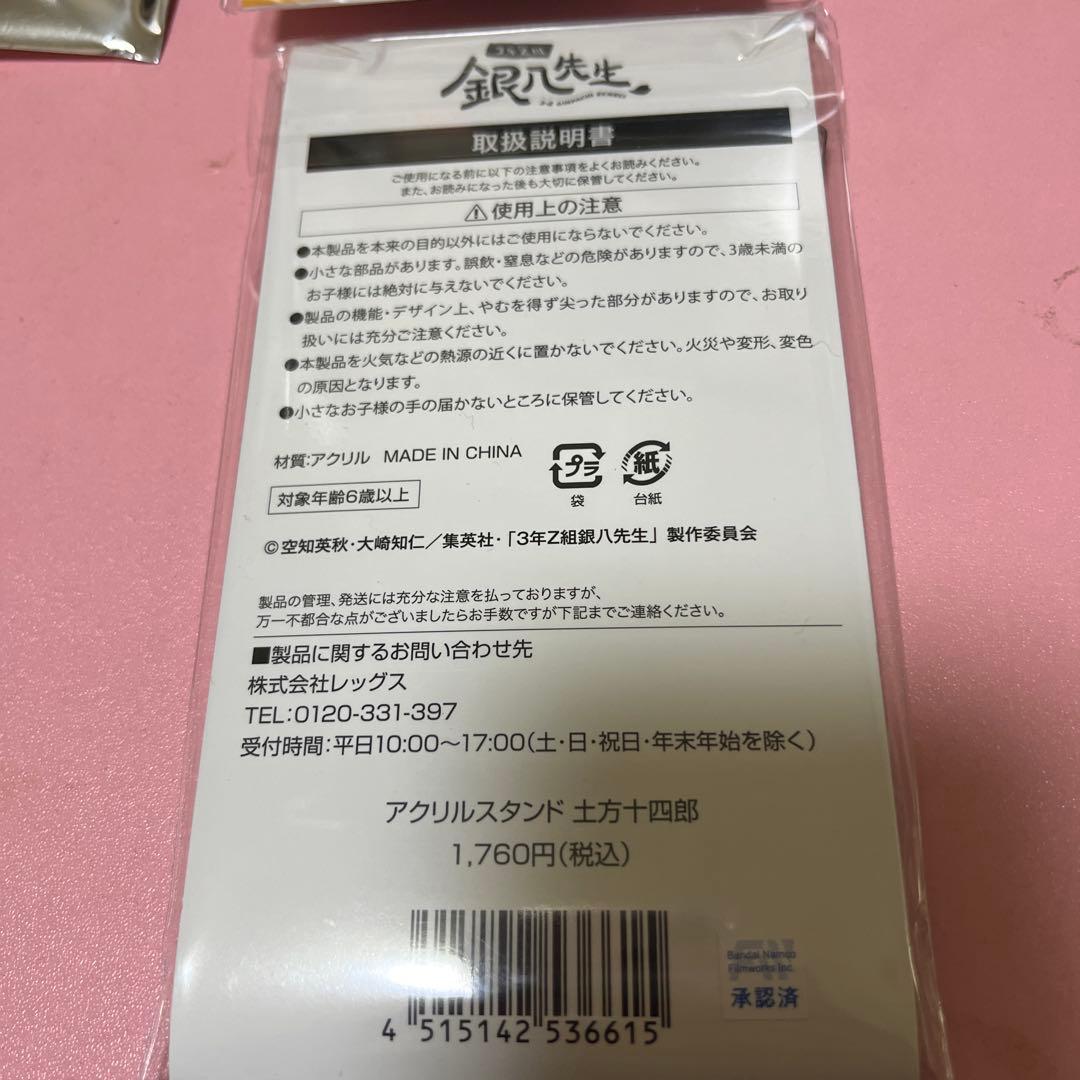 3年Z組
銀八先生
取扱説明書
ご使用になる前に以下の注意事項をよくお読みください。
また、お読みになった後も大切に保管してください。
⚠使用上の注意
●本製品を本来の目的以外にはご使用にならないでください。
●小さな部品があります。誤飲・窒息などの危険がありますので、3歳未満の
お子様には絶対に与えないでください。
●製品の機能・デザイン上、やむを得ず尖った部分がありますので、お取り
扱いには充分ご注意ください。
●本製品を火気などの熱源の近くに置かないでください。火災や変形、変色
の原因となります。
●小さなお子様の手の届かないところに保管してください。
材質:アクリル MADE IN CHINA
プラ
袋
紙
台紙
対象年齢6歳以上
©空知英秋・大崎知仁/集英社・「3年Z組銀八先生」製作委員会
製品の管理、発送には充分な注意を払っておりますが、
万一不都合な点がございましたらお手数ですが下記までご連絡ください。
■製品に関するお問い合わせ先
株式会社レッグス
TEL:0120-331-397
受付時間:平日10:00〜17:00(土・日・祝日・年末年始を除く)
アクリルスタンド 土方十四郎
1,760円(税込)
4 515142 536615
Bandai Namco
Filmworks Inc.
承認済